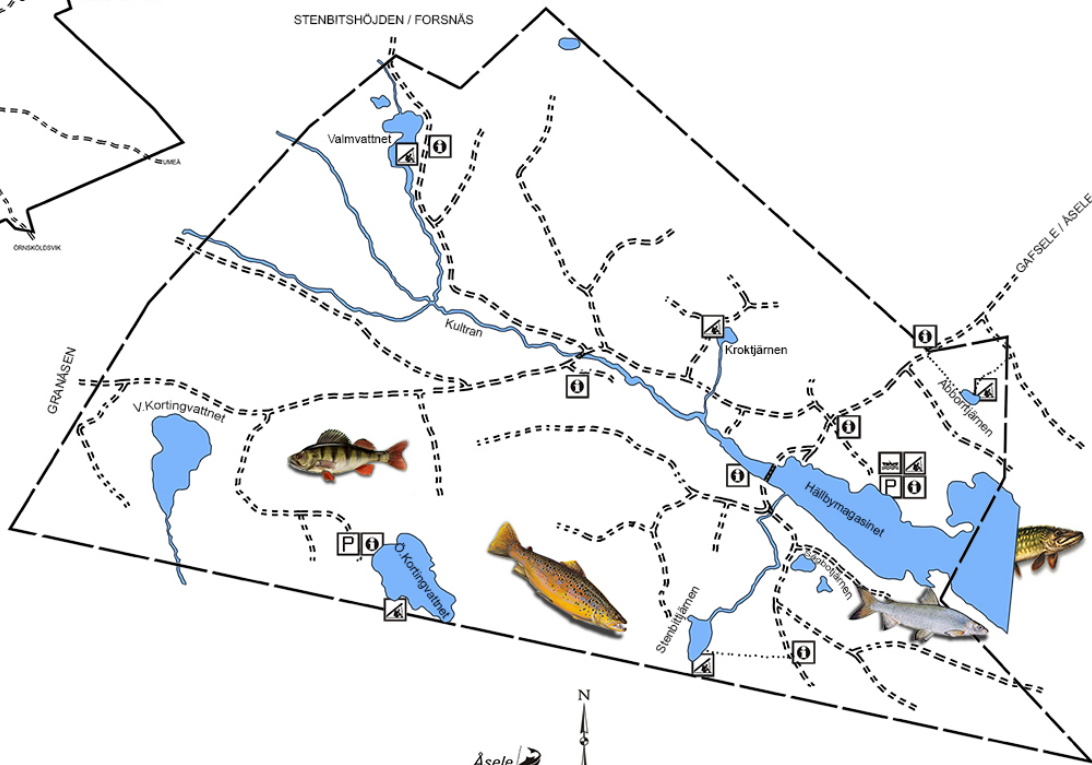 STENBITSHÖJDEN / FORSNÄS
Valmvattnet
UMEÅ
ÖRNSKÖLDSVIK
GAFSELE / ÅSELE
Kultran
Kroktjärnen
GRANÅSEN
V.Kortingvattnet
Abborrtjärnen
P
Hällbymagasinet
P
Ö.Kortingvattnet
Stenbittjärnen
N
Åsele